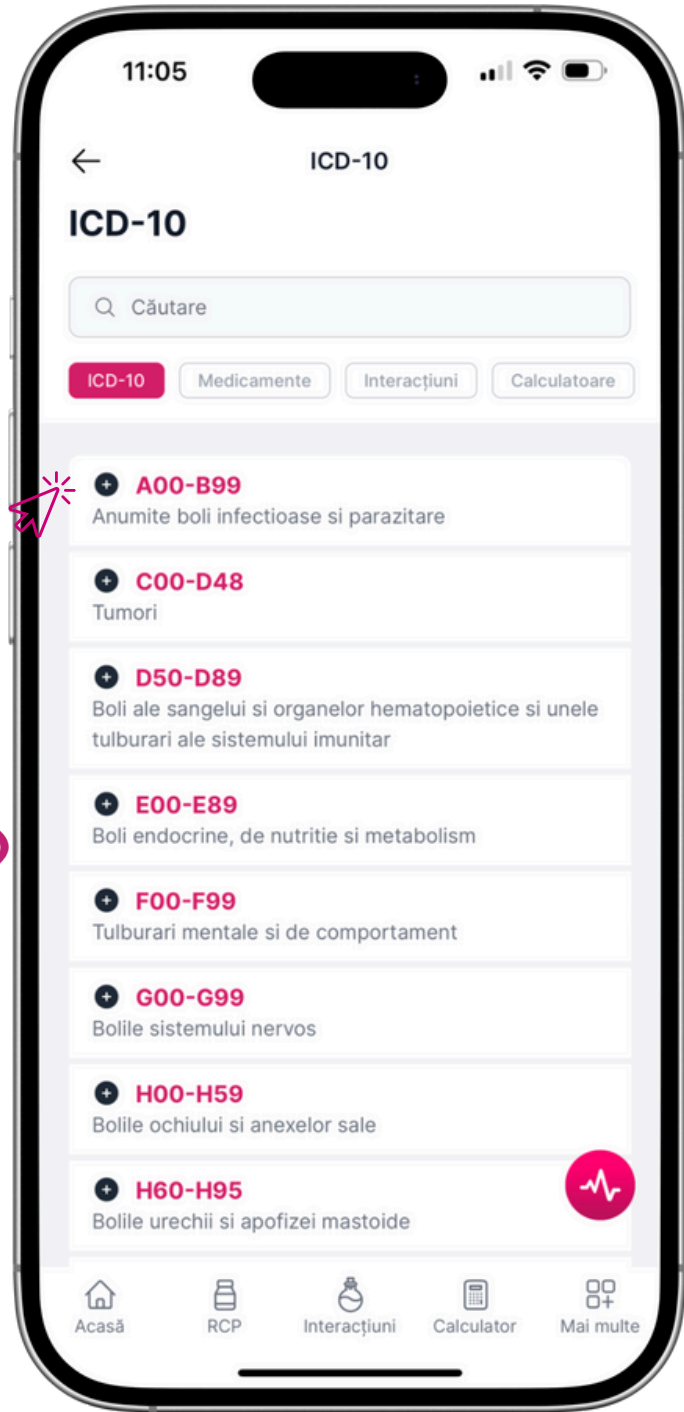 11:05
ICD-10
ICD-10
Căutare
ICD-10 Medicamente Interacțiuni Calculatoare
A00-B99
Anumite boli infectioase si parazitare
C00-D48
Tumori
D50-D89
Boli ale sangelui si organelor hematopoietice si unele
tulburari ale sistemului imunitar
E00-E89
Boli endocrine, de nutritie si metabolism
F00-F99
Tulburari mentale si de comportament
G00-G99
Bolile sistemului nervos
H00-H59
Bolile ochiului si anexelor sale
H60-H95
Bolile urechii si apofizei mastoide
Acasă RCP Interacțiuni Calculator Mai multe